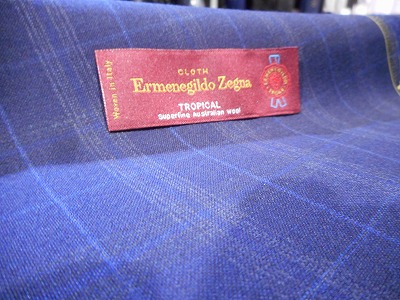 Woven in Italy
CLOTH
Ermenegildo Zegna
TROPICAL
Superfine Australian wool